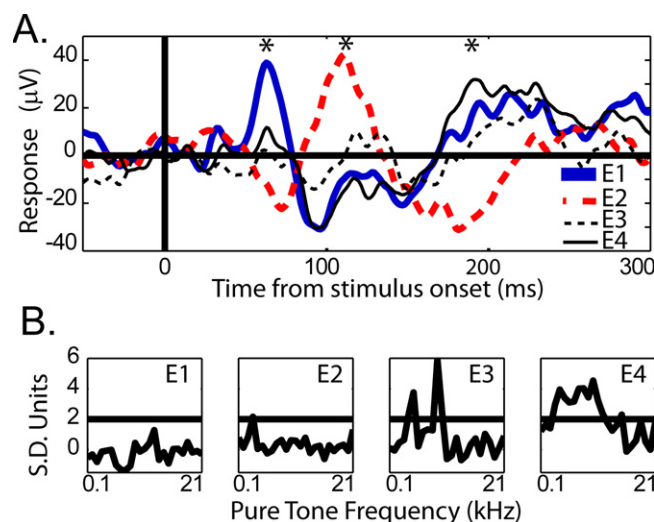 A.
* * *
40
20
0
-20
-40
Response (μV)
E1
E2
E3
E4
0 100 200 300
Time from stimulus onset (ms)
B.
6
4
2
0
S.D. Units
E1 E2 E3 E4
0.1 21 0.1 21 0.1 21 0.1 21
Pure Tone Frequency (kHz)